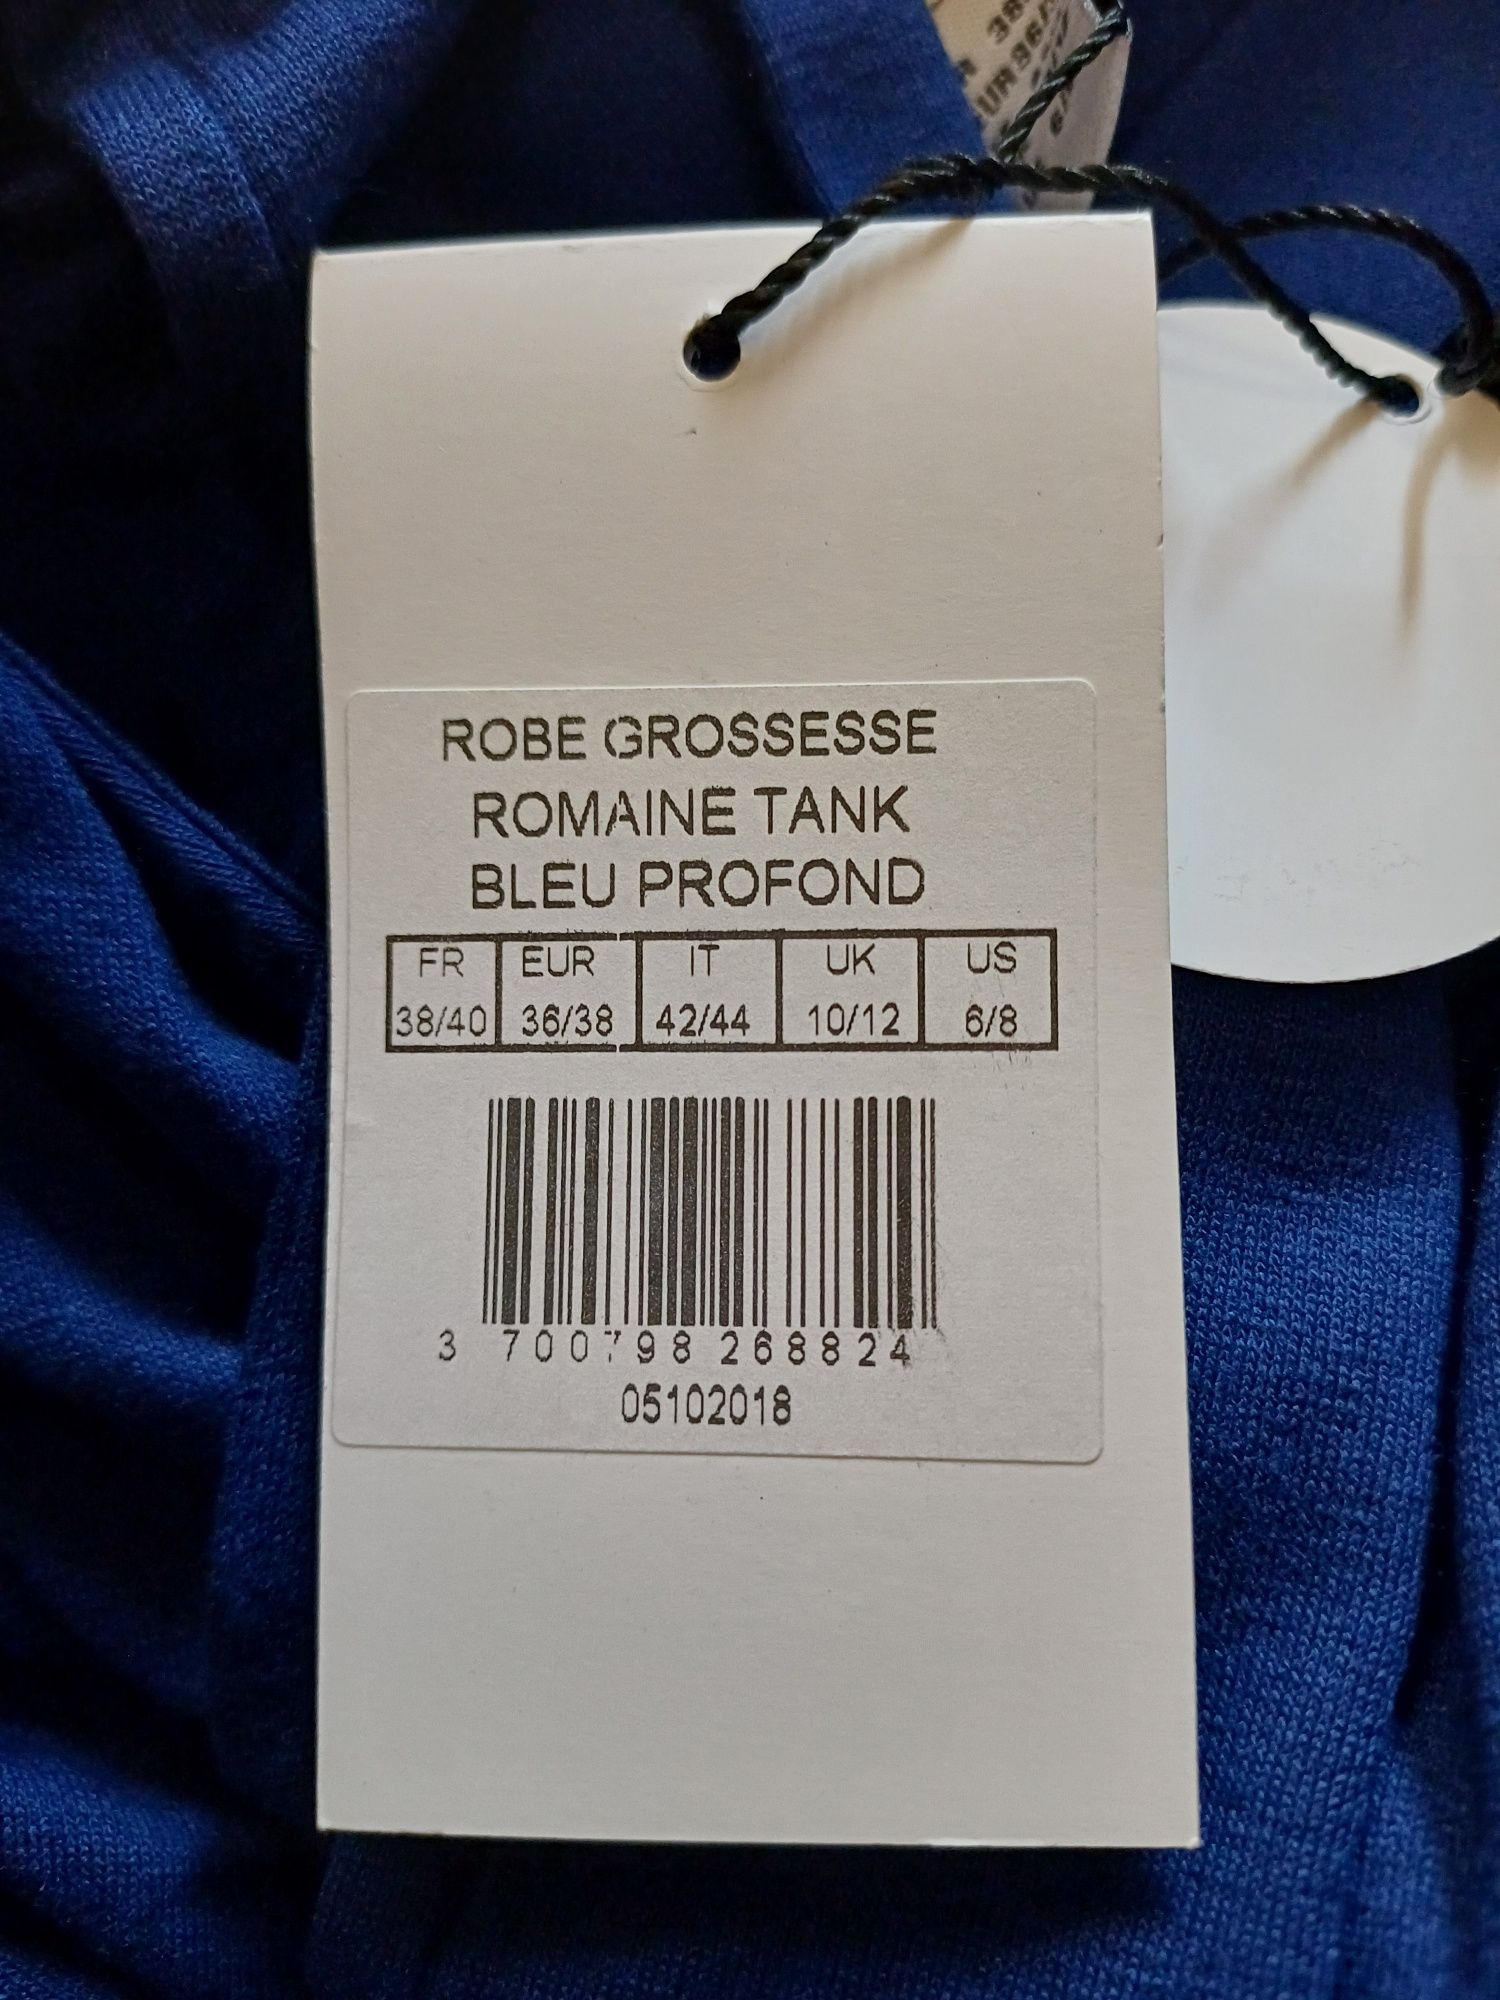 ROBE GROSSESSE
ROMAINE TANK
BLEU PROFOND
FR EUR IT UK US
38/40 36/38 42/44 10/12 6/8
3 700798 268824
05102018